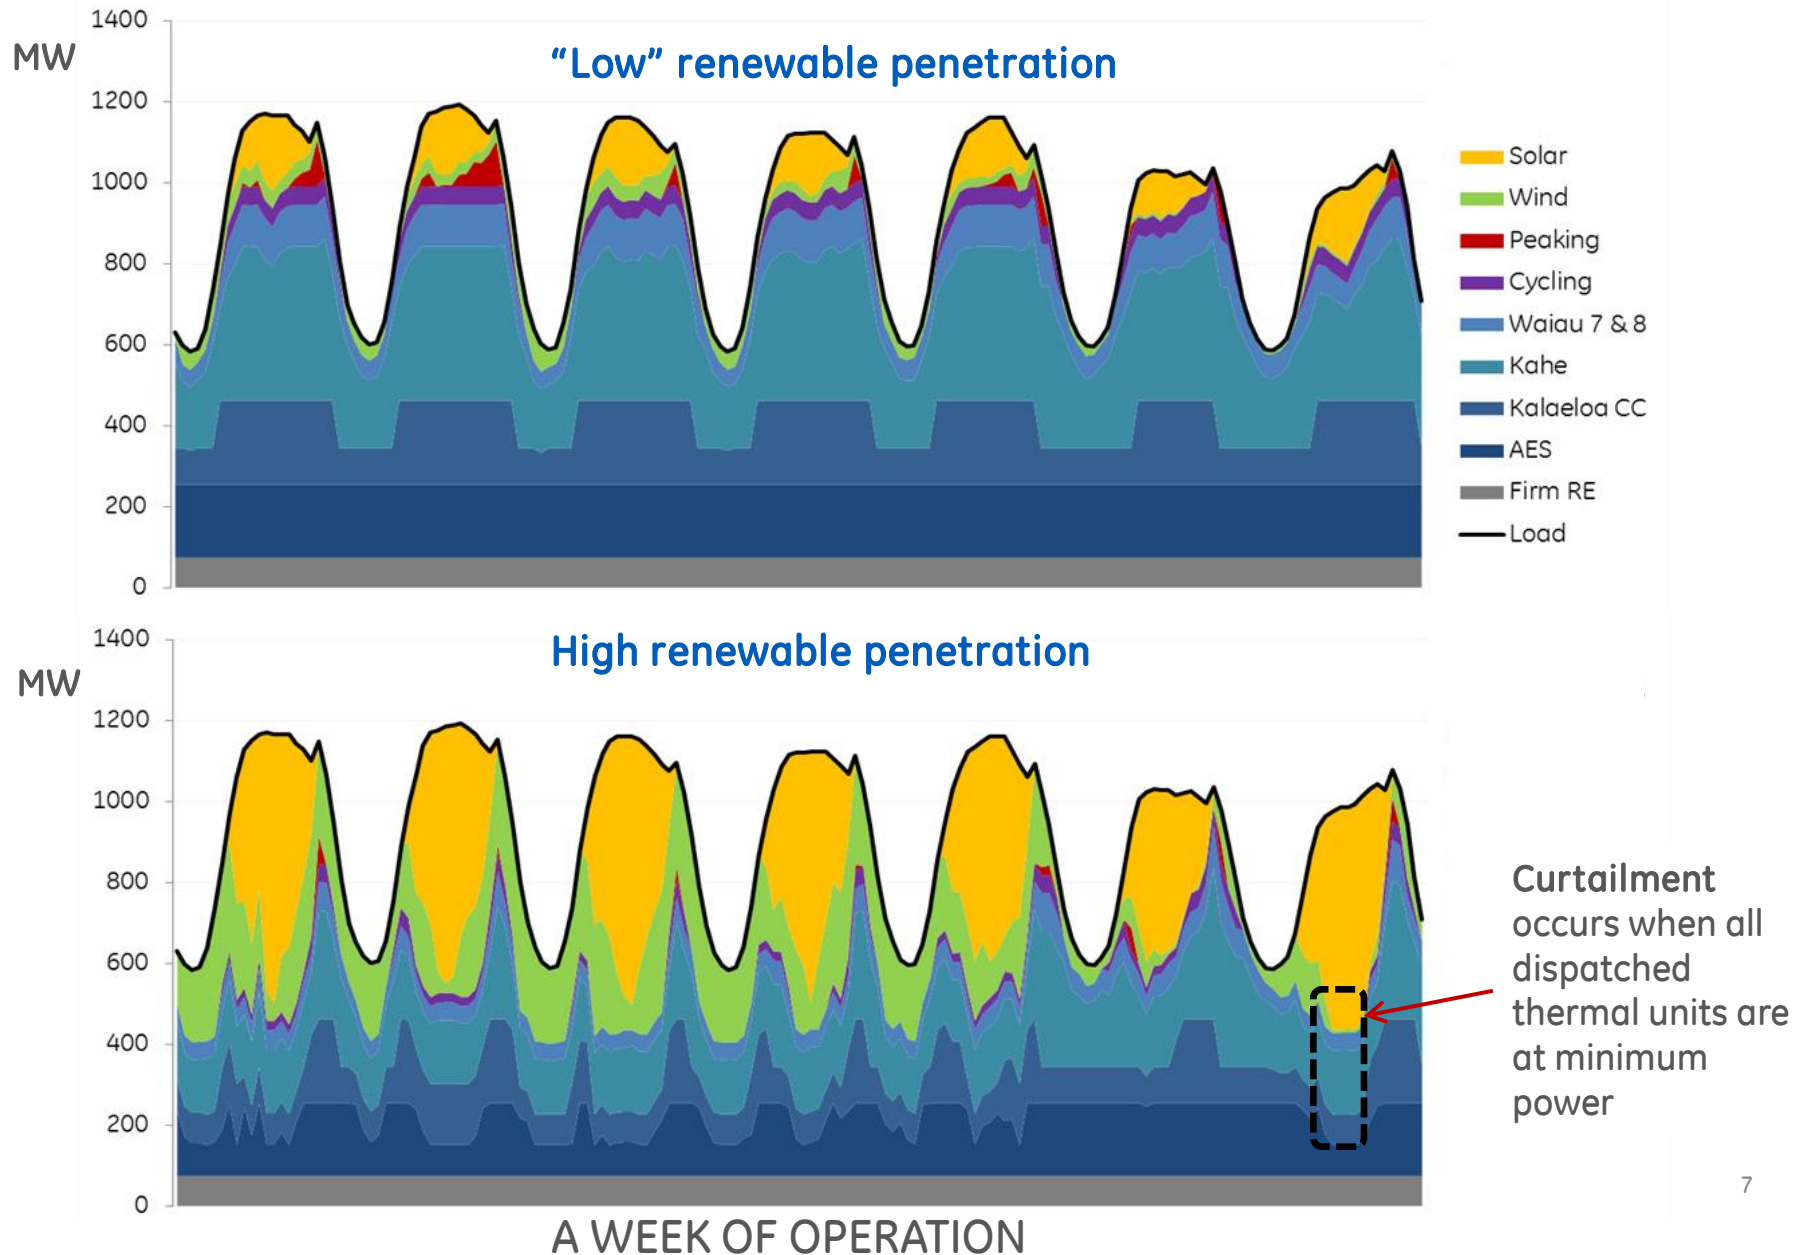 1400
MW
“Low” renewable penetration
1200
1000
800
600
400
200
0
Solar
Wind
Peaking
Cycling
Waiau 7 & 8
Kahe
Kalaeloa CC
AES
Firm RE
Load
1400
MW
High renewable penetration
1200
1000
800
600
400
200
0
Curtailment
occurs when all
dispatched
thermal units are
at minimum
power
7
A WEEK OF OPERATION